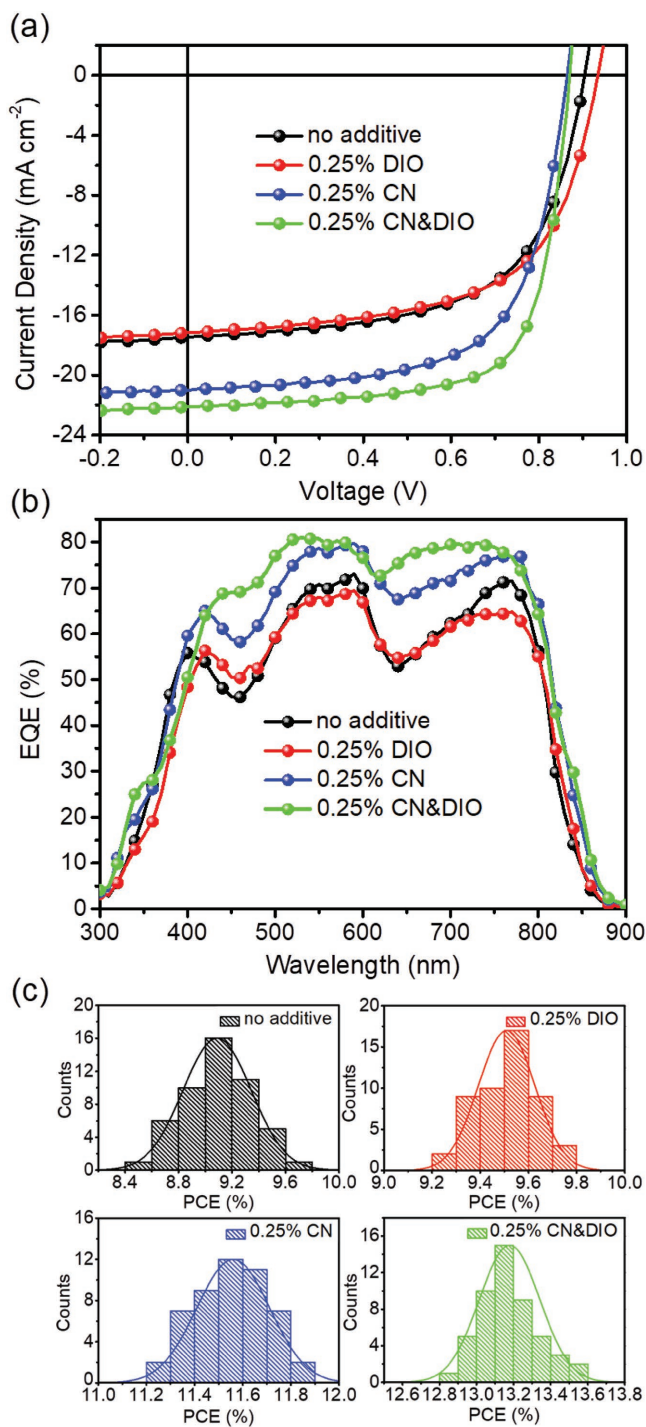 (a)
0
-4
-8
-12
-16
-20
-24
Current Density (mA cm⁻²)
no additive
0.25% DIO
0.25% CN
0.25% CN&DIO
-0.2 0.0 0.2 0.4 0.6 0.8 1.0
Voltage (V)
(b)
80
70
60
50
40
30
20
10
0
EQE (%)
no additive
0.25% DIO
0.25% CN
0.25% CN&DIO
300 400 500 600 700 800 900
Wavelength (nm)
(c)
20
16
12
8
4
0
Counts
no additive
8.4 8.8 9.2 9.6 10.0
PCE (%)
20
15
10
5
0
Counts
0.25% DIO
9.0 9.2 9.4 9.6 9.8 10.0
PCE (%)
16
12
8
4
0
Counts
0.25% CN
11.0 11.2 11.4 11.6 11.8 12.0
PCE (%)
15
10
5
0
Counts
0.25% CN&DIO
12.6 12.8 13.0 13.2 13.4 13.6 13.8
PCE (%)